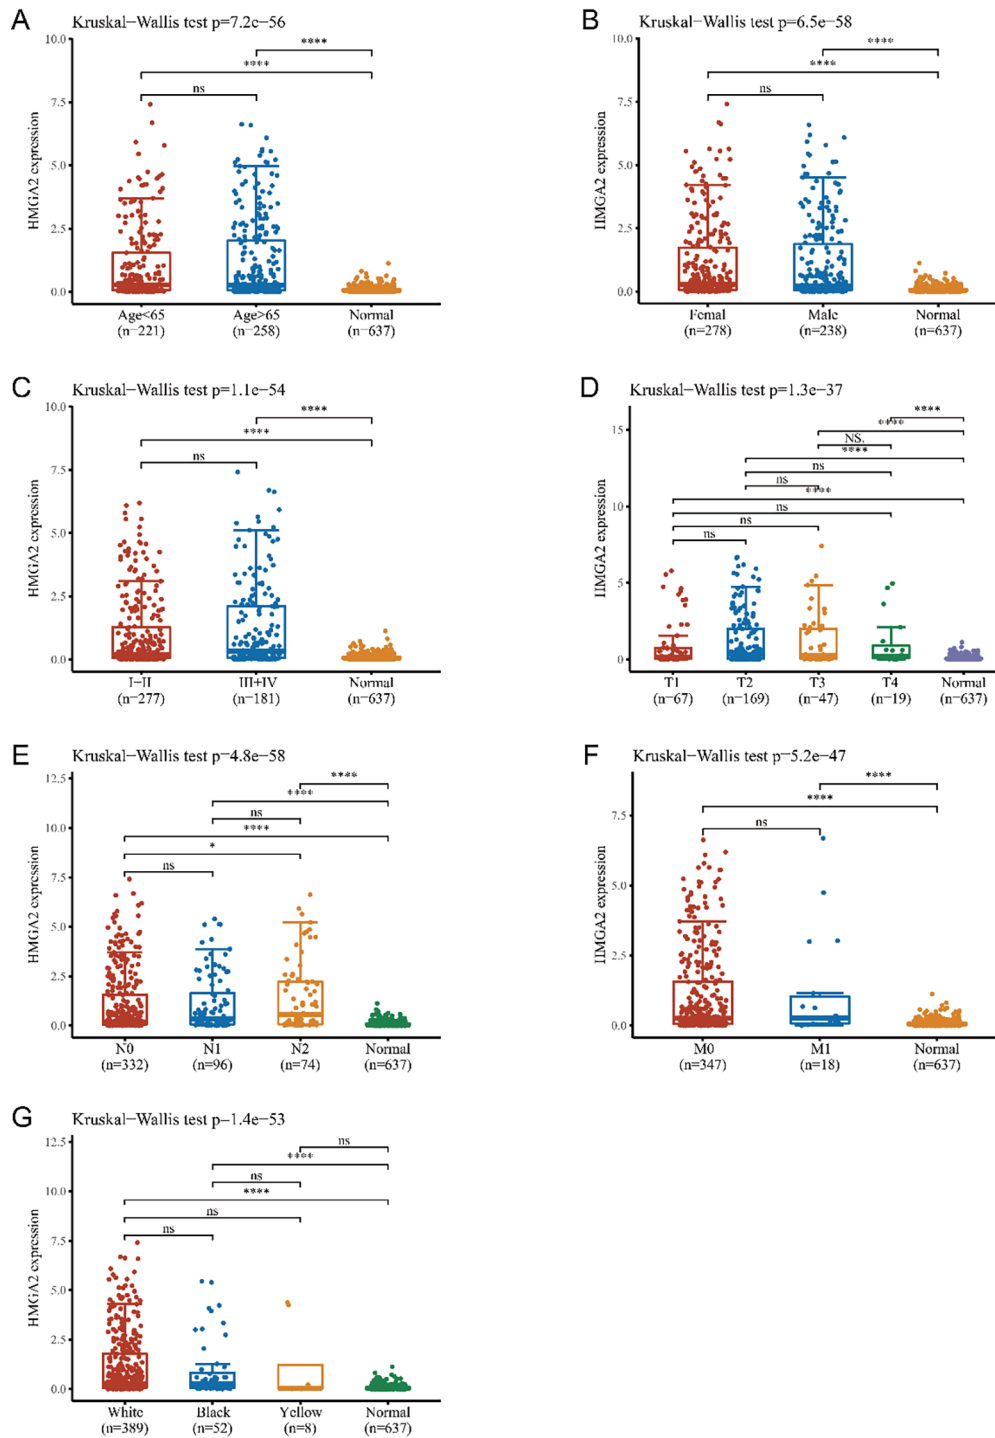 A
Kruskal−Wallis test p=7.2e−56
HMGA2 expression
10.0
7.5
5.0
2.5
0.0
****
****
ns
Age<65
(n−221)
Age>65
(n−258)
Normal
(n−637)
B
Kruskal−Wallis test p=6.5e−58
IIMGA2 expression
10.0
7.5
5.0
2.5
0.0
****
****
ns
Femal
(n=278)
Male
(n=238)
Normal
(n=637)
C
Kruskal−Wallis test p=1.1e−54
HMGA2 expression
10.0
7.5
5.0
2.5
0.0
****
****
ns
I+II
(n=277)
III+IV
(n=181)
Normal
(n=637)
D
Kruskal−Wallis test p=1.3e−37
IIMGA2 expression
15
10
5
0
****
****
NS.
****
ns
ns
****
ns
ns
ns
T1
(n−67)
T2
(n−169)
T3
(n−47)
T4
(n−19)
Normal
(n−637)
E
Kruskal−Wallis test p=4.8e−58
HMGA2 expression
12.5
10.0
7.5
5.0
2.5
0.0
****
****
ns
****
*
ns
N0
(n=332)
N1
(n=96)
N2
(n=74)
Normal
(n=637)
F
Kruskal−Wallis test p=5.2e−47
IIMGA2 expression
7.5
5.0
2.5
0.0
****
****
ns
M0
(n=347)
M1
(n=18)
Normal
(n=637)
G
Kruskal−Wallis test p−1.4e−53
HMGA2 expression
12.5
10.0
7.5
5.0
2.5
0.0
ns
****
ns
****
ns
ns
White
(n=389)
Black
(n=52)
Yellow
(n=8)
Normal
(n=637)